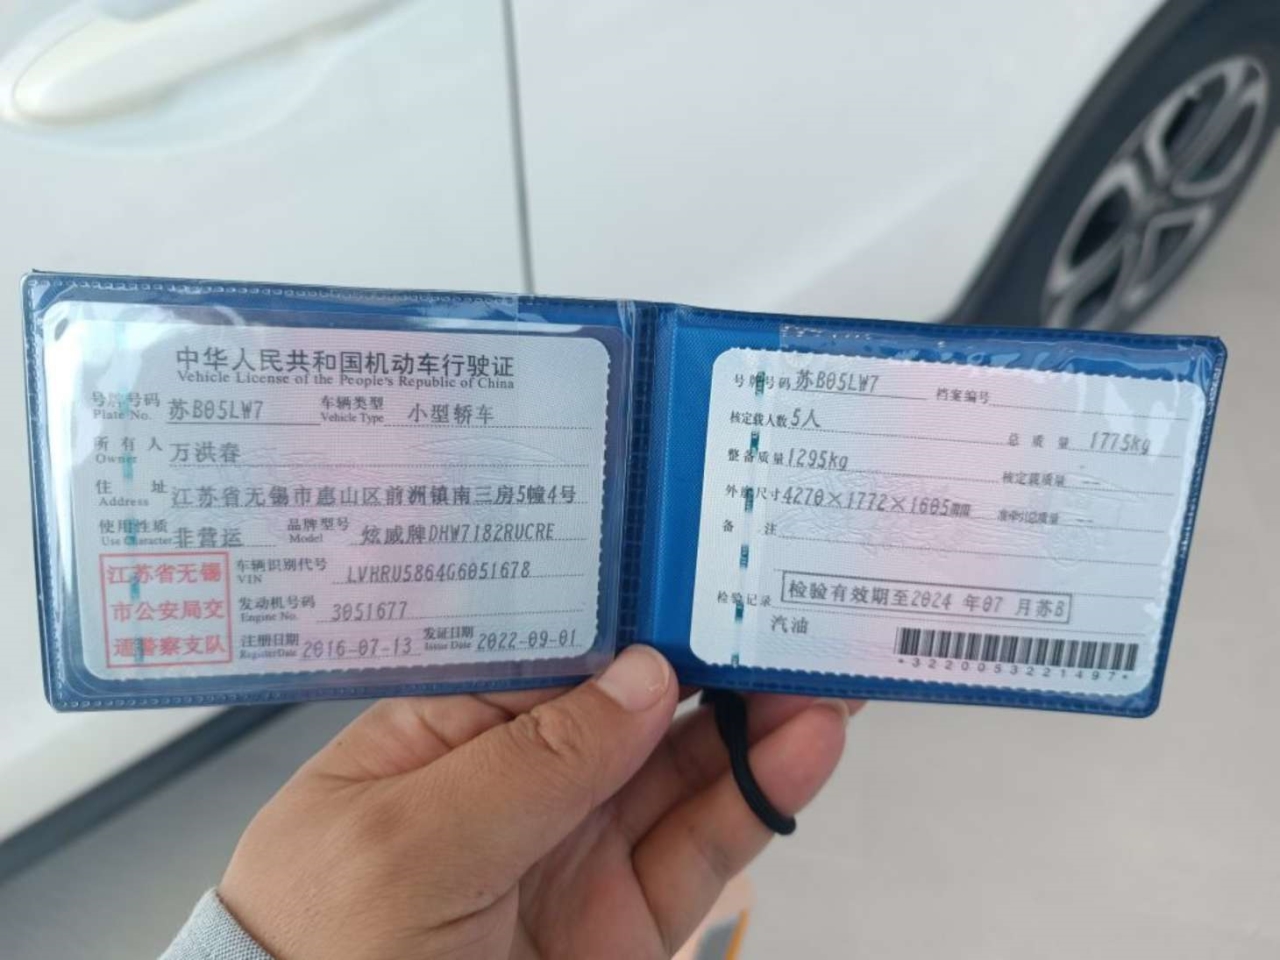 中华人民共和国机动车行驶证
Vehicle License of the People's Republic of China
号牌号码 苏B05LW7 车辆类型 小型轿车
Plate No. Vehicle Type
所有人 万洪春
Owner
住址 江苏省无锡市惠山区前洲镇南三房5幢4号
Address
使用性质 非营运 品牌型号 炫威牌DHW7182RUCRE
Use Character Model
江苏省无锡
市公安局交
通警察支队
车辆识别代号 LVHRU5864G6051678
VIN
发动机号码 3051677
Engine No.
注册日期 2016-07-13 发证日期 2022-09-01
Register Date Issue Date
号牌号码 苏B05LW7 档案编号
核定载人数 5人 总质量 1775kg
整备质量 1295kg 核定载质量 --
外廓尺寸 4270×1772×1605mm 准牵引总质量 --
备注
检验记录 检验有效期至2024年07月苏B
汽油
*3220053221497*